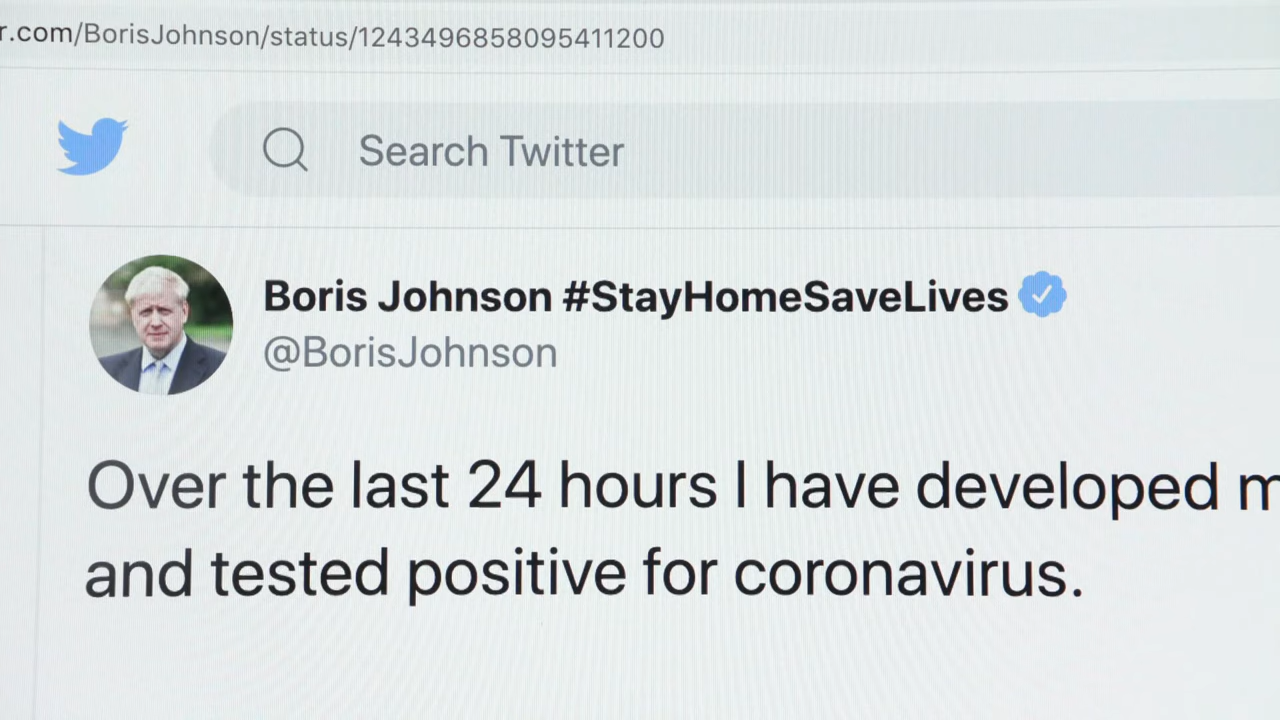 r.com/BorisJohnson/status/1243496858095411200
Search Twitter
Boris Johnson #StayHomeSaveLives
@BorisJohnson
Over the last 24 hours I have developed
and tested positive for coronavirus.